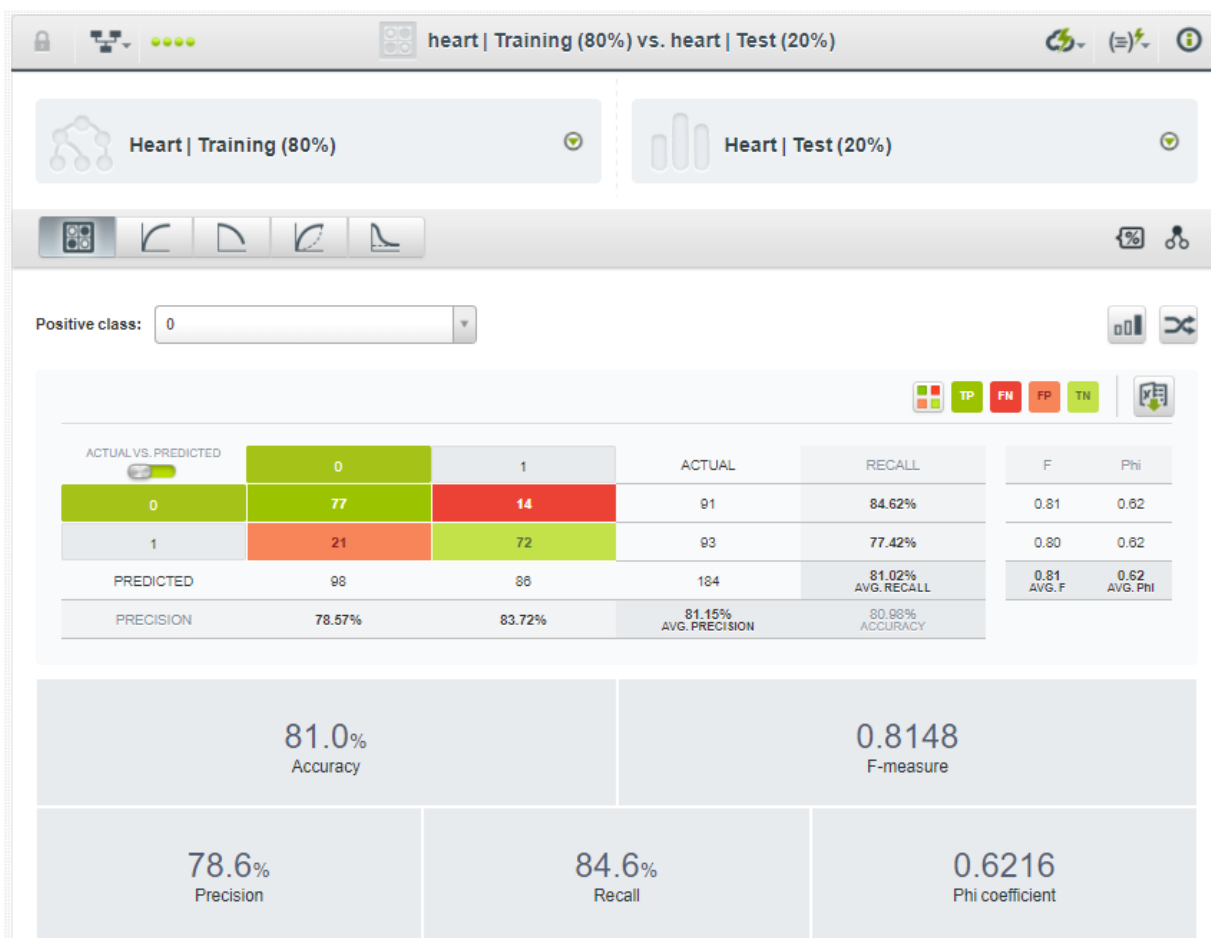 heart | Training (80%) vs. heart | Test (20%)
Heart | Training (80%)
Heart | Test (20%)
Positive class: 0
TP FN FP TN
ACTUAL VS. PREDICTED 0 1 ACTUAL RECALL F Phi
0 77 14 91 84.62% 0.81 0.62
1 21 72 93 77.42% 0.80 0.62
PREDICTED 98 86 184 81.02% 0.81 0.62
AVG. RECALL AVG. F AVG. Phi
PRECISION 78.57% 83.72% 81.15% 80.98%
AVG. PRECISION ACCURACY
81.0% 0.8148
Accuracy F-measure
78.6% 84.6% 0.6216
Precision Recall Phi coefficient